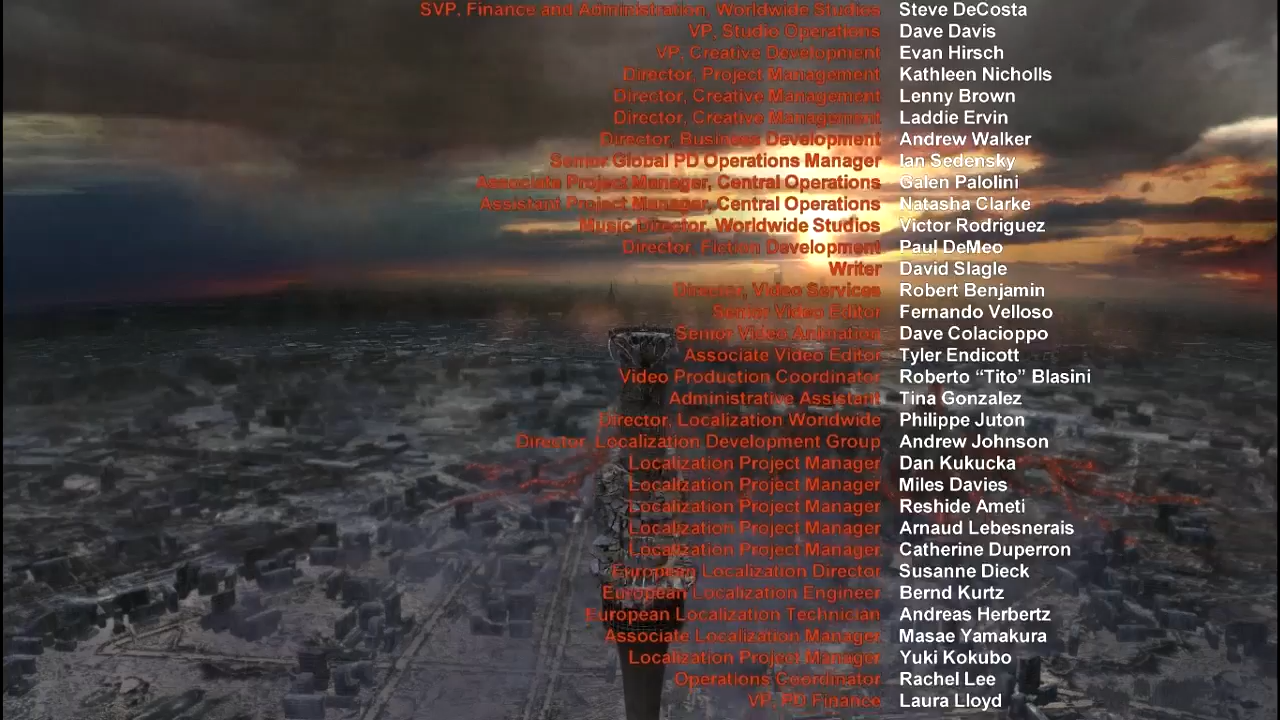 SVP, Finance and Administration, Worldwide Studios Steve DeCosta
VP, Studio Operations Dave Davis
VP, Creative Development Evan Hirsch
Director, Project Management Kathleen Nicholls
Director, Creative Management Lenny Brown
Director, Creative Management Laddie Ervin
Director, Business Development Andrew Walker
Senior Global PD Operations Manager Ian Sedensky
Associate Project Manager, Central Operations Galen Palolini
Assistant Project Manager, Central Operations Natasha Clarke
Music Director, Worldwide Studios Victor Rodriguez
Director, Fiction Development Paul DeMeo
Writer David Slagle
Director, Video Services Robert Benjamin
Senior Video Editor Fernando Velloso
Senior Video Animation Dave Colacioppo
Associate Video Editor Tyler Endicott
Video Production Coordinator Roberto “Tito” Blasini
Administrative Assistant Tina Gonzalez
Director, Localization Worldwide Philippe Juton
Director, Localization Development Group Andrew Johnson
Localization Project Manager Dan Kukucka
Localization Project Manager Miles Davies
Localization Project Manager Reshide Ameti
Localization Project Manager Arnaud Lebesnerais
Localization Project Manager Catherine Duperron
European Localization Director Susanne Dieck
European Localization Engineer Bernd Kurtz
European Localization Technician Andreas Herbertz
Associate Localization Manager Masae Yamakura
Localization Project Manager Yuki Kokubo
Operations Coordinator Rachel Lee
VP, PD Finance Laura Lloyd